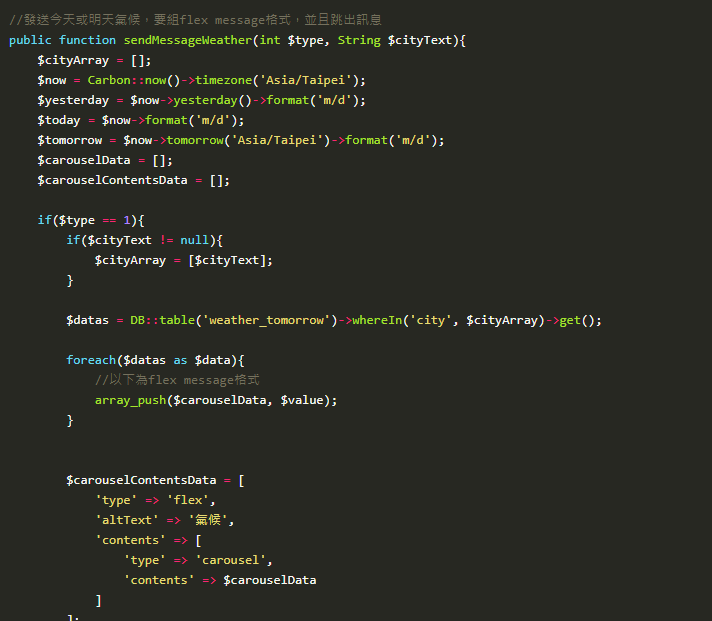 //發送今天或明天氣候，要組flex message格式，並且跳出訊息
public function sendMessageWeather(int $type, String $cityText){
    $cityArray = [];
    $now = Carbon::now()->timezone('Asia/Taipei');
    $yesterday = $now->yesterday()->format('m/d');
    $today = $now->format('m/d');
    $tomorrow = $now->tomorrow('Asia/Taipei')->format('m/d');
    $carouselData = [];
    $carouselContentsData = [];

    if($type == 1){
        if($cityText != null){
            $cityArray = [$cityText];
        }

        $datas = DB::table('weather_tomorrow')->whereIn('city', $cityArray)->get();

        foreach($datas as $data){
            //以下為flex message格式
            array_push($carouselData, $value);
        }


        $carouselContentsData = [
            'type' => 'flex',
            'altText' => '氣候',
            'contents' => [
                'type' => 'carousel',
                'contents' => $carouselData
            ]
        ];